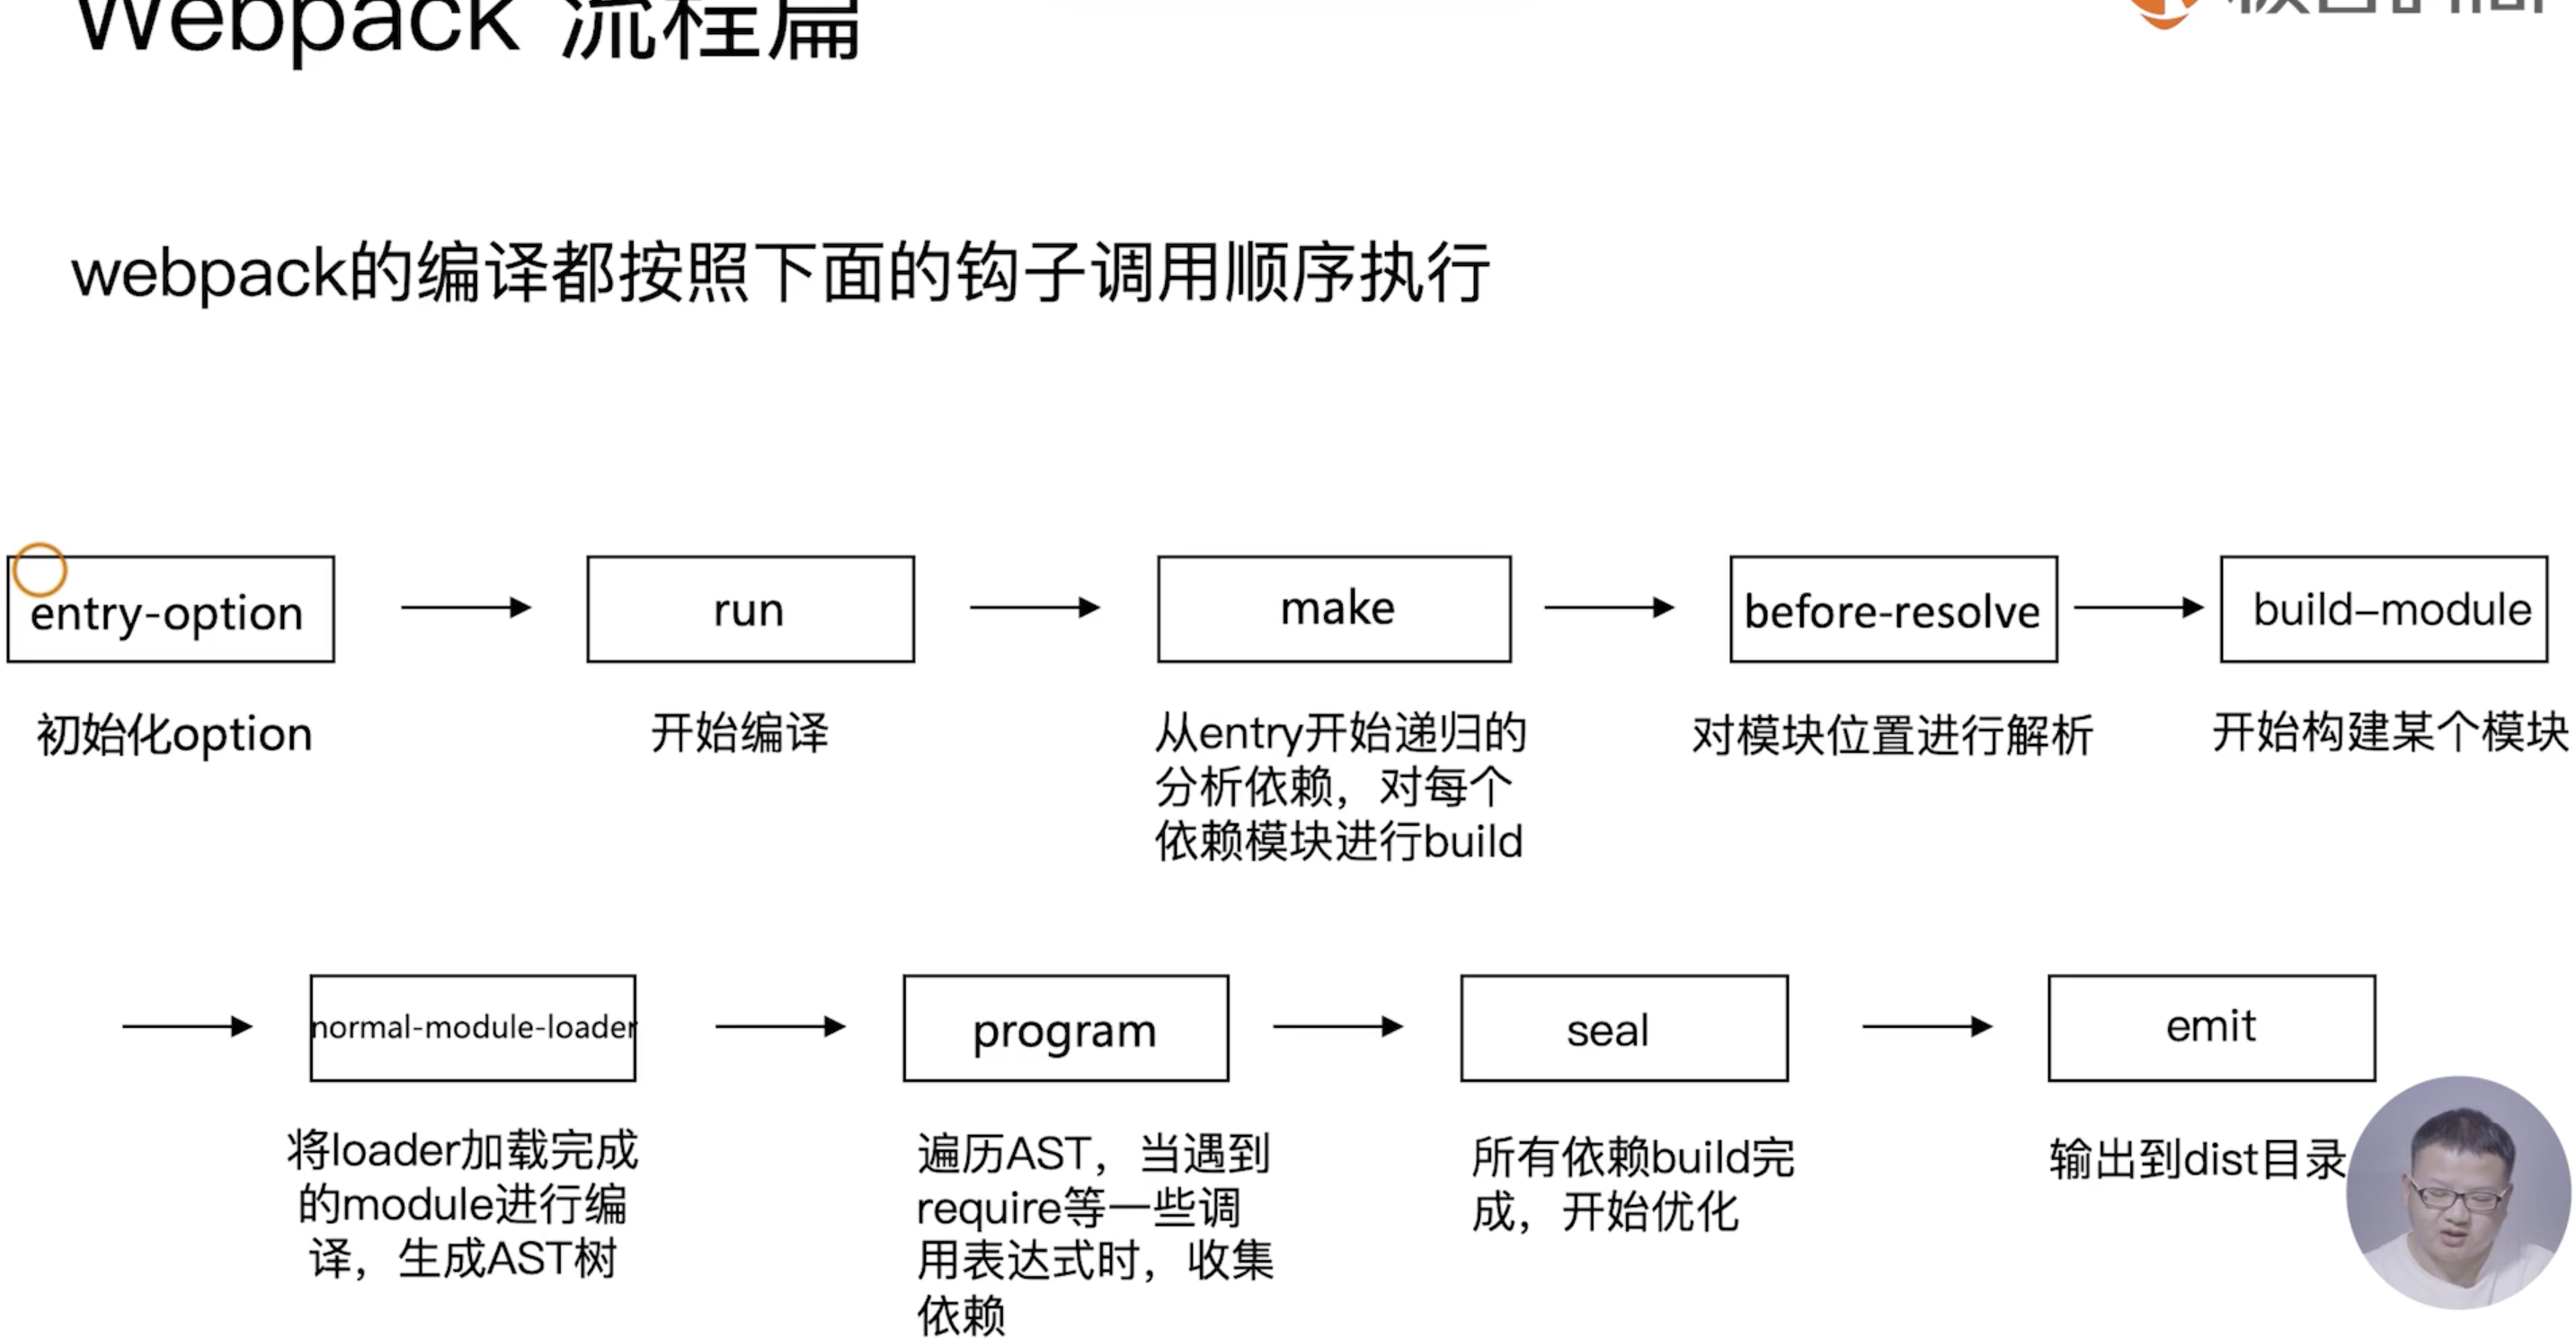 Webpack 流程篇
webpack的编译都按照下面的钩子调用顺序执行
entry-option
run
make
before-resolve
build–module
初始化option
开始编译
从entry开始递归的
分析依赖，对每个
依赖模块进行build
对模块位置进行解析
开始构建某个模块
normal-module-loader
program
seal
emit
将loader加载完成
的module进行编
译，生成AST树
遍历AST，当遇到
require等一些调
用表达式时，收集
依赖
所有依赖build完
成，开始优化
输出到dist目录